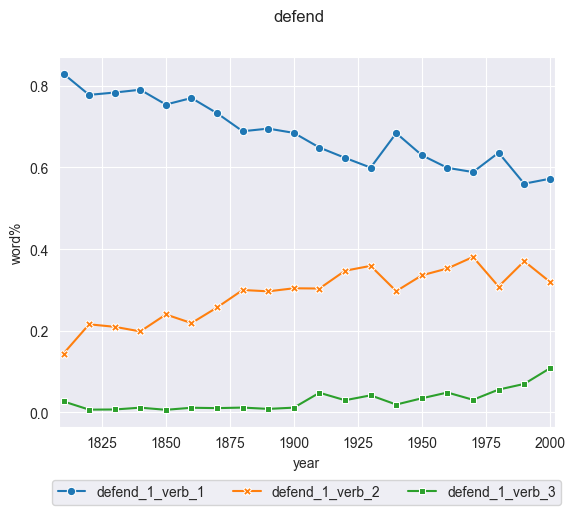 defend
0.8
0.6
0.4
0.2
0.0
word%
1825 1850 1875 1900 1925 1950 1975 2000
year
defend_1_verb_1 defend_1_verb_2 defend_1_verb_3